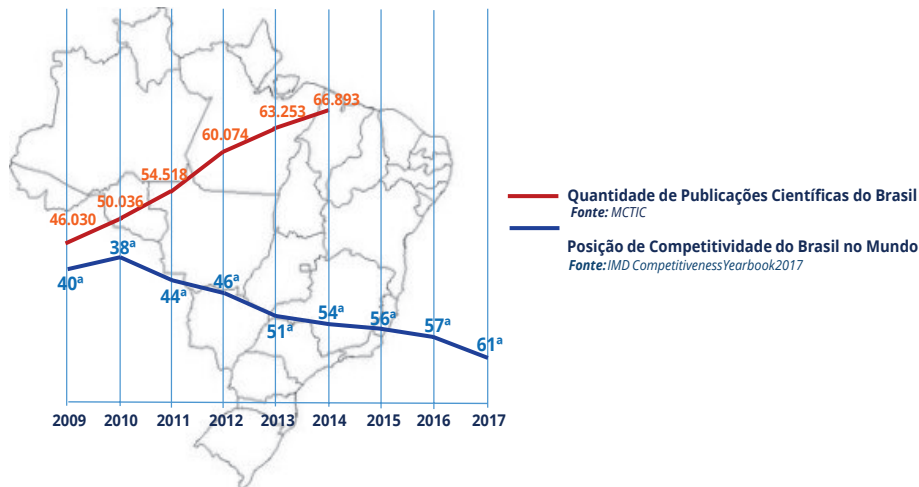 66.893
63.253
60.074
54.518
50.036
46.030
38ª
40ª
44ª
46ª
51ª
54ª
56ª
57ª
61ª
2009 2010 2011 2012 2013 2014 2015 2016 2017
Quantidade de Publicações Científicas do Brasil
Fonte: MCTIC
Posição de Competitividade do Brasil no Mundo
Fonte:IMD CompetitivenessYearbook2017